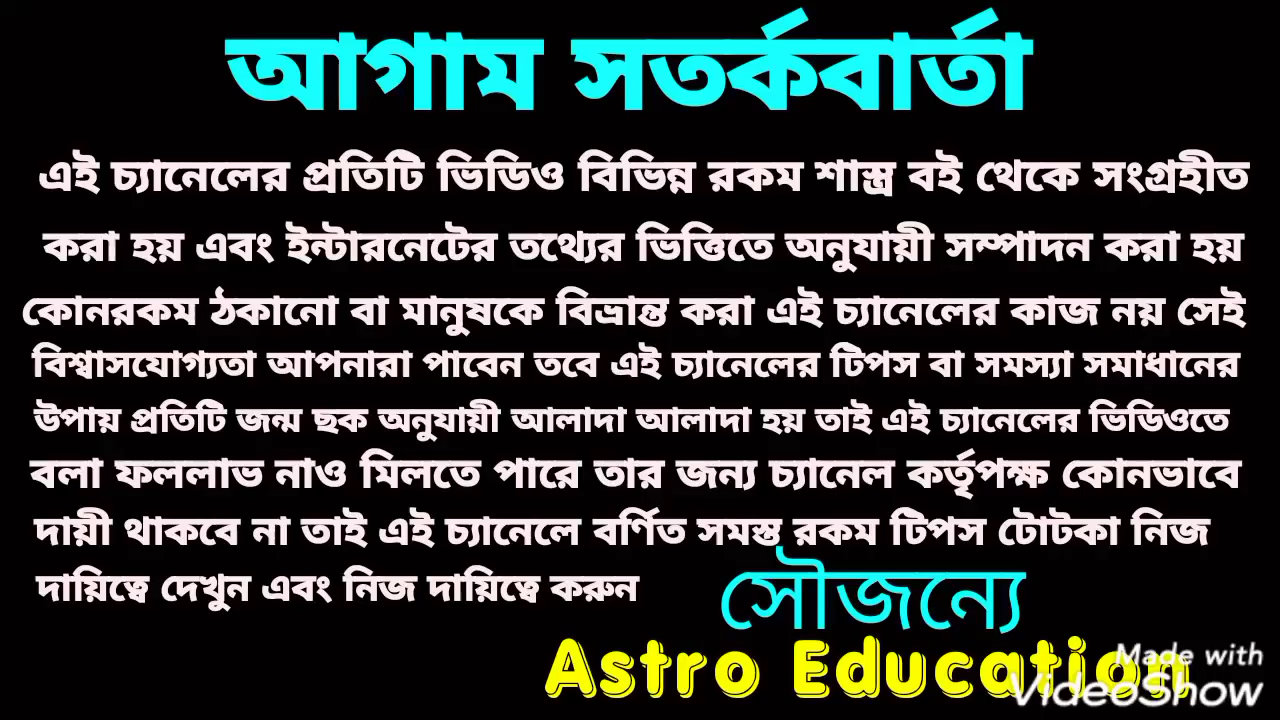 আগাম সতর্কবার্তা
এই চ্যানেলের প্রতিটি ভিডিও বিভিন্ন রকম শাস্ত্র বই থেকে সংগ্রহীত
করা হয় এবং ইন্টারনেটের তথ্যের ভিত্তিতে অনুযায়ী সম্পাদন করা হয়
কোনরকম ঠকানো বা মানুষকে বিভ্রান্ত করা এই চ্যানেলের কাজ নয় সেই
বিশ্বাসযোগ্যতা আপনারা পাবেন তবে এই চ্যানেলের টিপস বা সমস্যা সমাধানের
উপায় প্রতিটি জন্ম ছক অনুযায়ী আলাদা আলাদা হয় তাই এই চ্যানেলের ভিডিওতে
বলা ফললাভ নাও মিলতে পারে তার জন্য চ্যানেল কর্তৃপক্ষ কোনভাবে
দায়ী থাকবে না তাই এই চ্যানেলে বর্ণিত সমস্ত রকম টিপস টোটকা নিজ
দায়িত্বে দেখুন এবং নিজ দায়িত্বে করুন
সৌজন্যে
Astro Education
Made with
VideoShow